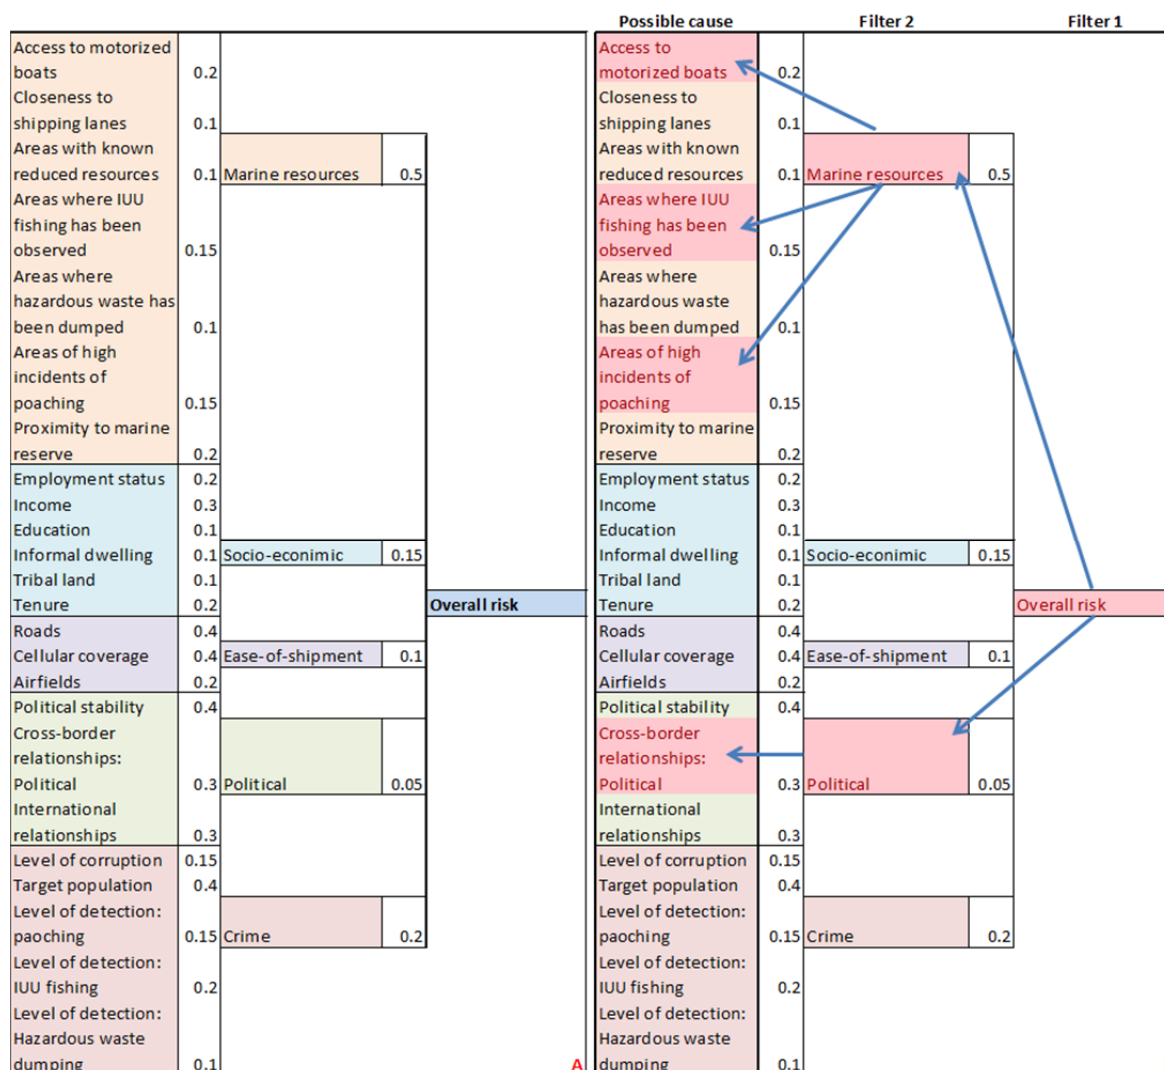 Possible cause Filter 2 Filter 1
Access to motorized
boats 0.2
Closeness to
shipping lanes 0.1
Areas with known
reduced resources 0.1 Marine resources 0.5
Areas where IUU
fishing has been
observed 0.15
Areas where
hazardous waste has
been dumped 0.1
Areas of high
incidents of
poaching 0.15
Proximity to marine
reserve 0.2
Employment status 0.2
Income 0.3
Education 0.1
Informal dwelling 0.1 Socio-econimic 0.15
Tribal land 0.1
Tenure 0.2 Overall risk
Roads 0.4
Cellular coverage 0.4 Ease-of-shipment 0.1
Airfields 0.2
Political stability 0.4
Cross-border
relationships:
Political 0.3 Political 0.05
International
relationships 0.3
Level of corruption 0.15
Target population 0.4
Level of detection:
paoching 0.15 Crime 0.2
Level of detection:
IUU fishing 0.2
Level of detection:
Hazardous waste
dumping 0.1 A
Access to
motorized boats 0.2
Closeness to
shipping lanes 0.1
Areas with known
reduced resources 0.1 Marine resources 0.5
Areas where IUU
fishing has been
observed 0.15
Areas where
hazardous waste
has been dumped 0.1
Areas of high
incidents of
poaching 0.15
Proximity to marine
reserve 0.2
Employment status 0.2
Income 0.3
Education 0.1
Informal dwelling 0.1 Socio-econimic 0.15
Tribal land 0.1
Tenure 0.2 Overall risk
Roads 0.4
Cellular coverage 0.4 Ease-of-shipment 0.1
Airfields 0.2
Political stability 0.4
Cross-border
relationships:
Political 0.3 Political 0.05
International
relationships 0.3
Level of corruption 0.15
Target population 0.4
Level of detection:
paoching 0.15 Crime 0.2
Level of detection:
IUU fishing 0.2
Level of detection:
Hazardous waste
dumping 0.1